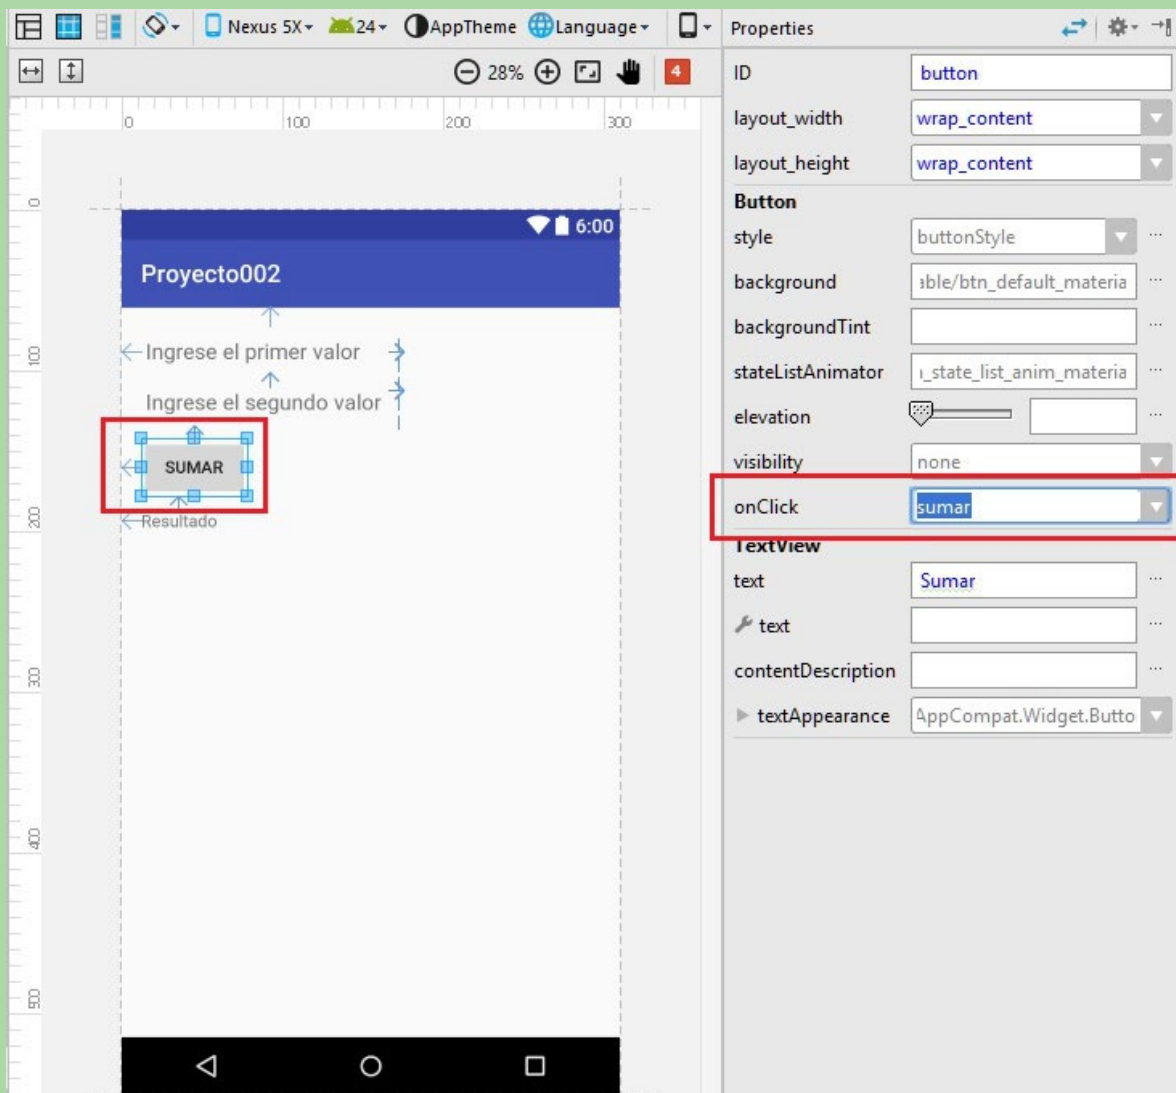 Nexus 5X 24 AppTheme Language
28% 4
0 100 200 300
0
100
200
300
400
500
6:00
Proyecto002
Ingrese el primer valor
Ingrese el segundo valor
SUMAR
Resultado
Properties
ID button
layout_width wrap_content
layout_height wrap_content
Button
style buttonStyle ...
background able/btn_default_materia ...
backgroundTint ...
stateListAnimator _state_list_anim_materia ...
elevation ...
visibility none
onClick sumar
TextView
text Sumar ...
text ...
contentDescription ...
textAppearance AppCompat.Widget.Butto